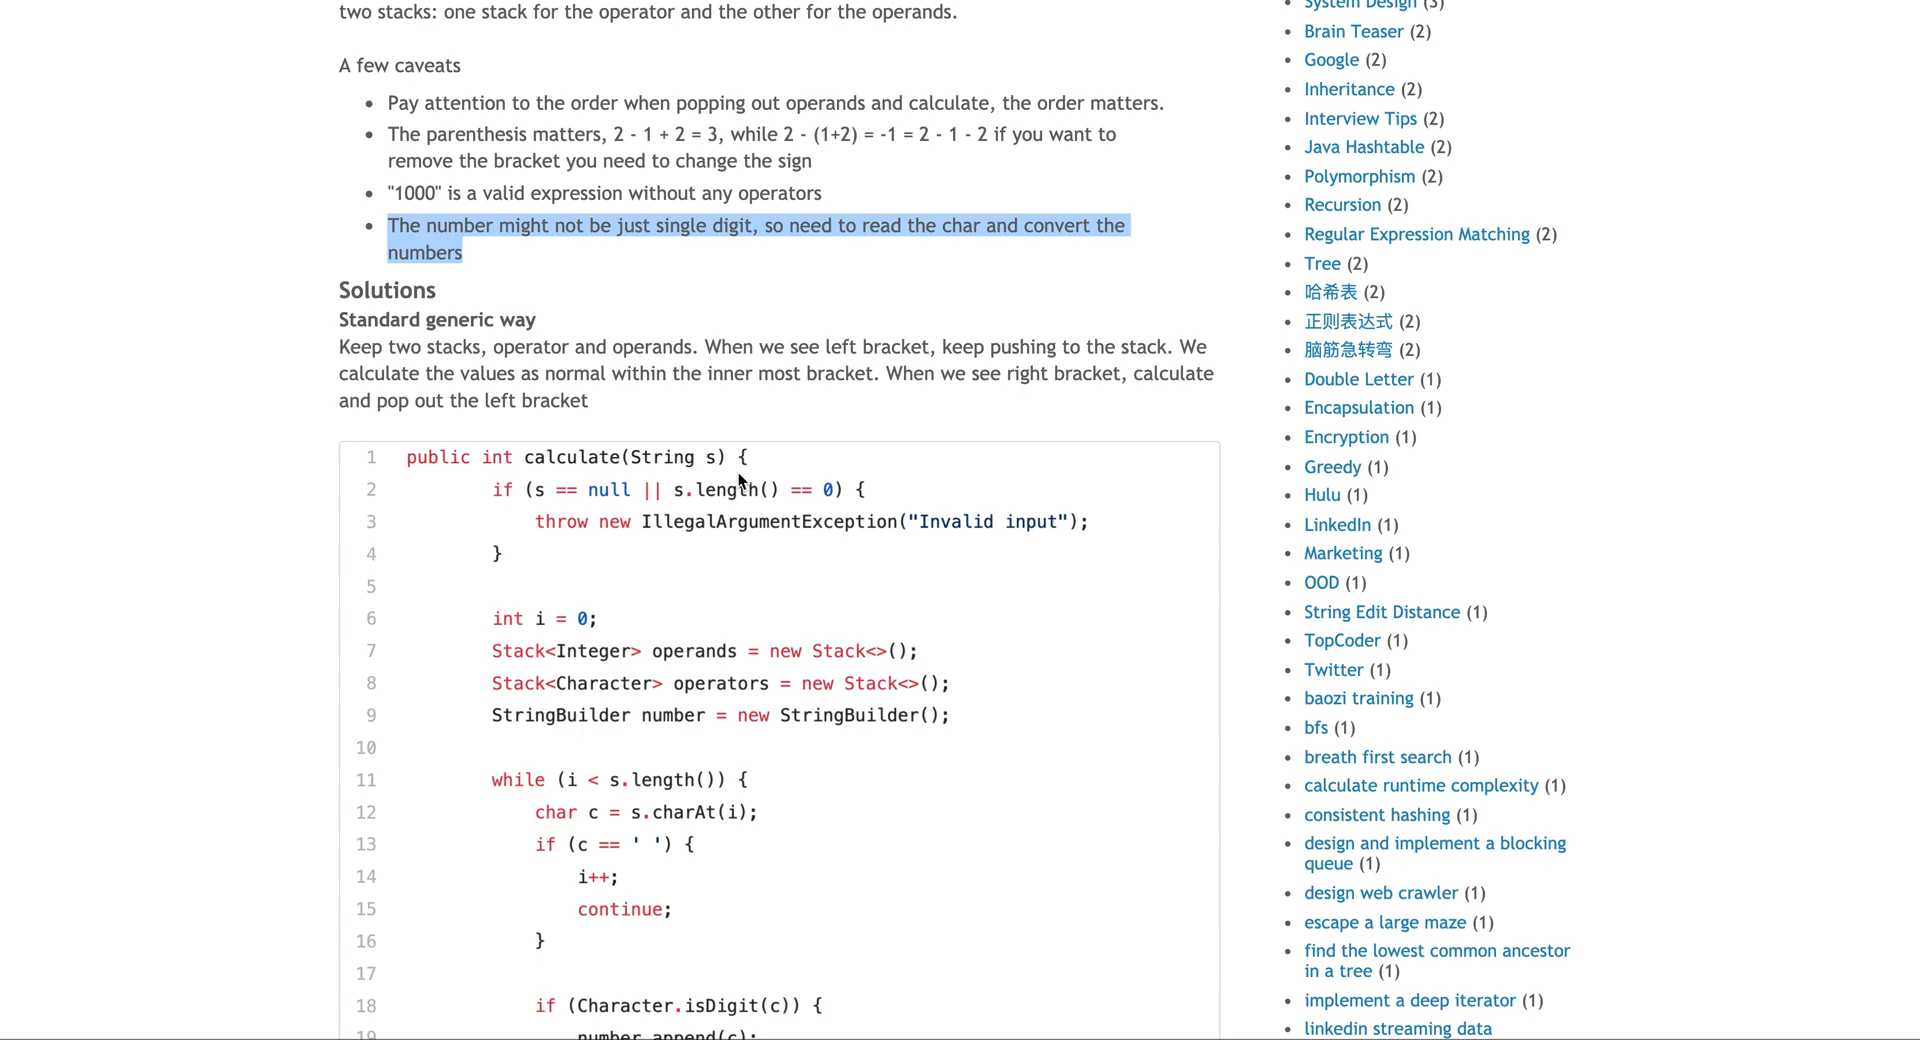 two stacks: one stack for the operator and the other for the operands.
A few caveats
• Pay attention to the order when popping out operands and calculate, the order matters.
• The parenthesis matters, 2 - 1 + 2 = 3, while 2 - (1+2) = -1 = 2 - 1 - 2 if you want to
remove the bracket you need to change the sign
• "1000" is a valid expression without any operators
• The number might not be just single digit, so need to read the char and convert the
numbers
Solutions
Standard generic way
Keep two stacks, operator and operands. When we see left bracket, keep pushing to the stack. We
calculate the values as normal within the inner most bracket. When we see right bracket, calculate
and pop out the left bracket
1 public int calculate(String s) {
2 if (s == null || s.length() == 0) {
3 throw new IllegalArgumentException("Invalid input");
4 }
5
6 int i = 0;
7 Stack<Integer> operands = new Stack<>();
8 Stack<Character> operators = new Stack<>();
9 StringBuilder number = new StringBuilder();
10
11 while (i < s.length()) {
12 char c = s.charAt(i);
13 if (c == ' ') {
14 i++;
15 continue;
16 }
17
18 if (Character.isDigit(c)) {
19 number.append(c);
• System Design (3)
• Brain Teaser (2)
• Google (2)
• Inheritance (2)
• Interview Tips (2)
• Java Hashtable (2)
• Polymorphism (2)
• Recursion (2)
• Regular Expression Matching (2)
• Tree (2)
• 哈希表 (2)
• 正则表达式 (2)
• 脑筋急转弯 (2)
• Double Letter (1)
• Encapsulation (1)
• Encryption (1)
• Greedy (1)
• Hulu (1)
• LinkedIn (1)
• Marketing (1)
• OOD (1)
• String Edit Distance (1)
• TopCoder (1)
• Twitter (1)
• baozi training (1)
• bfs (1)
• breath first search (1)
• calculate runtime complexity (1)
• consistent hashing (1)
• design and implement a blocking
queue (1)
• design web crawler (1)
• escape a large maze (1)
• find the lowest common ancestor
in a tree (1)
• implement a deep iterator (1)
• linkedin streaming data